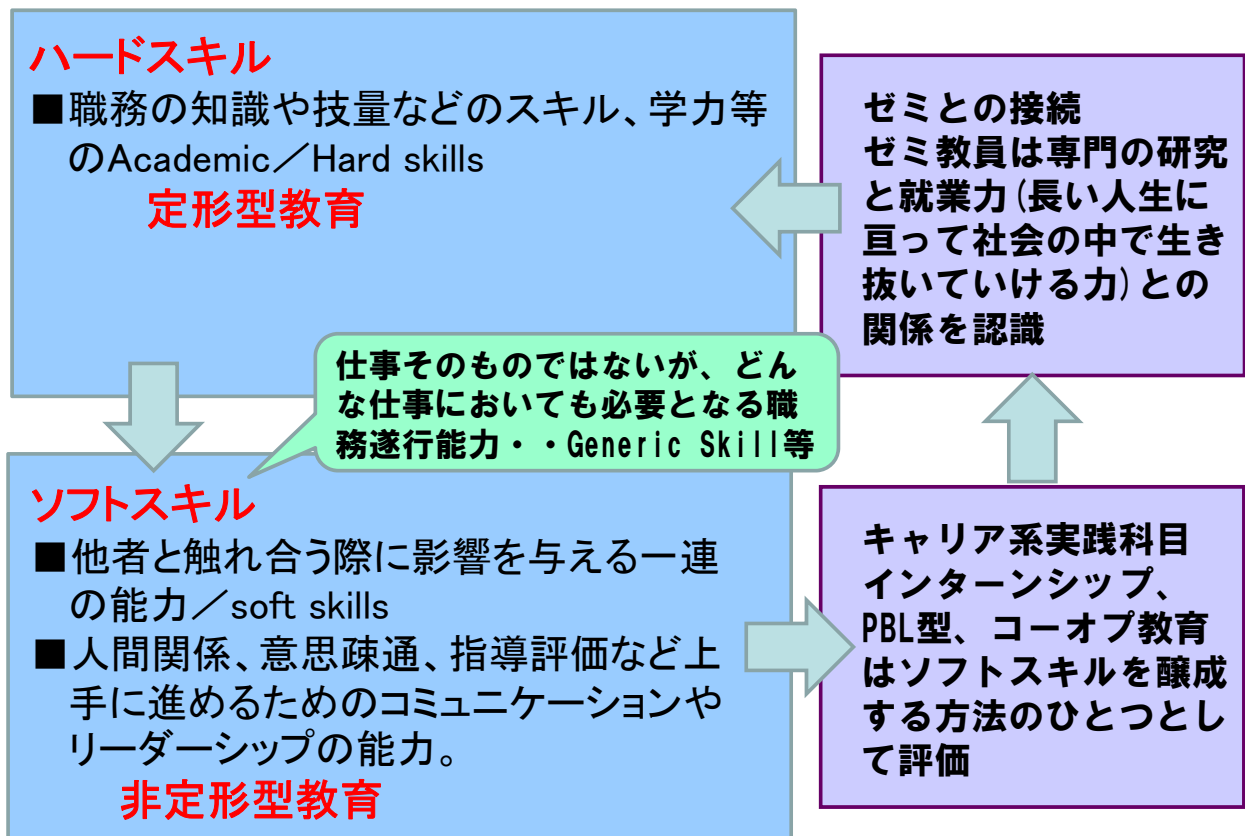 ハードスキル
■職務の知識や技量などのスキル、学力等
のAcademic／Hard skills
定形型教育
仕事そのものではないが、どん
な仕事においても必要となる職
務遂行能力・・Generic Skill等
ソフトスキル
■他者と触れ合う際に影響を与える一連
の能力／soft skills
■人間関係、意思疎通、指導評価など上
手に進めるためのコミュニケーションや
リーダーシップの能力。
非定形型教育
キャリア系実践科目
インターンシップ、
PBL型、コーオプ教育
はソフトスキルを醸成
する方法のひとつとし
て評価
ゼミとの接続
ゼミ教員は専門の研究
と就業力(長い人生に
亘って社会の中で生き
抜いていける力)との
関係を認識